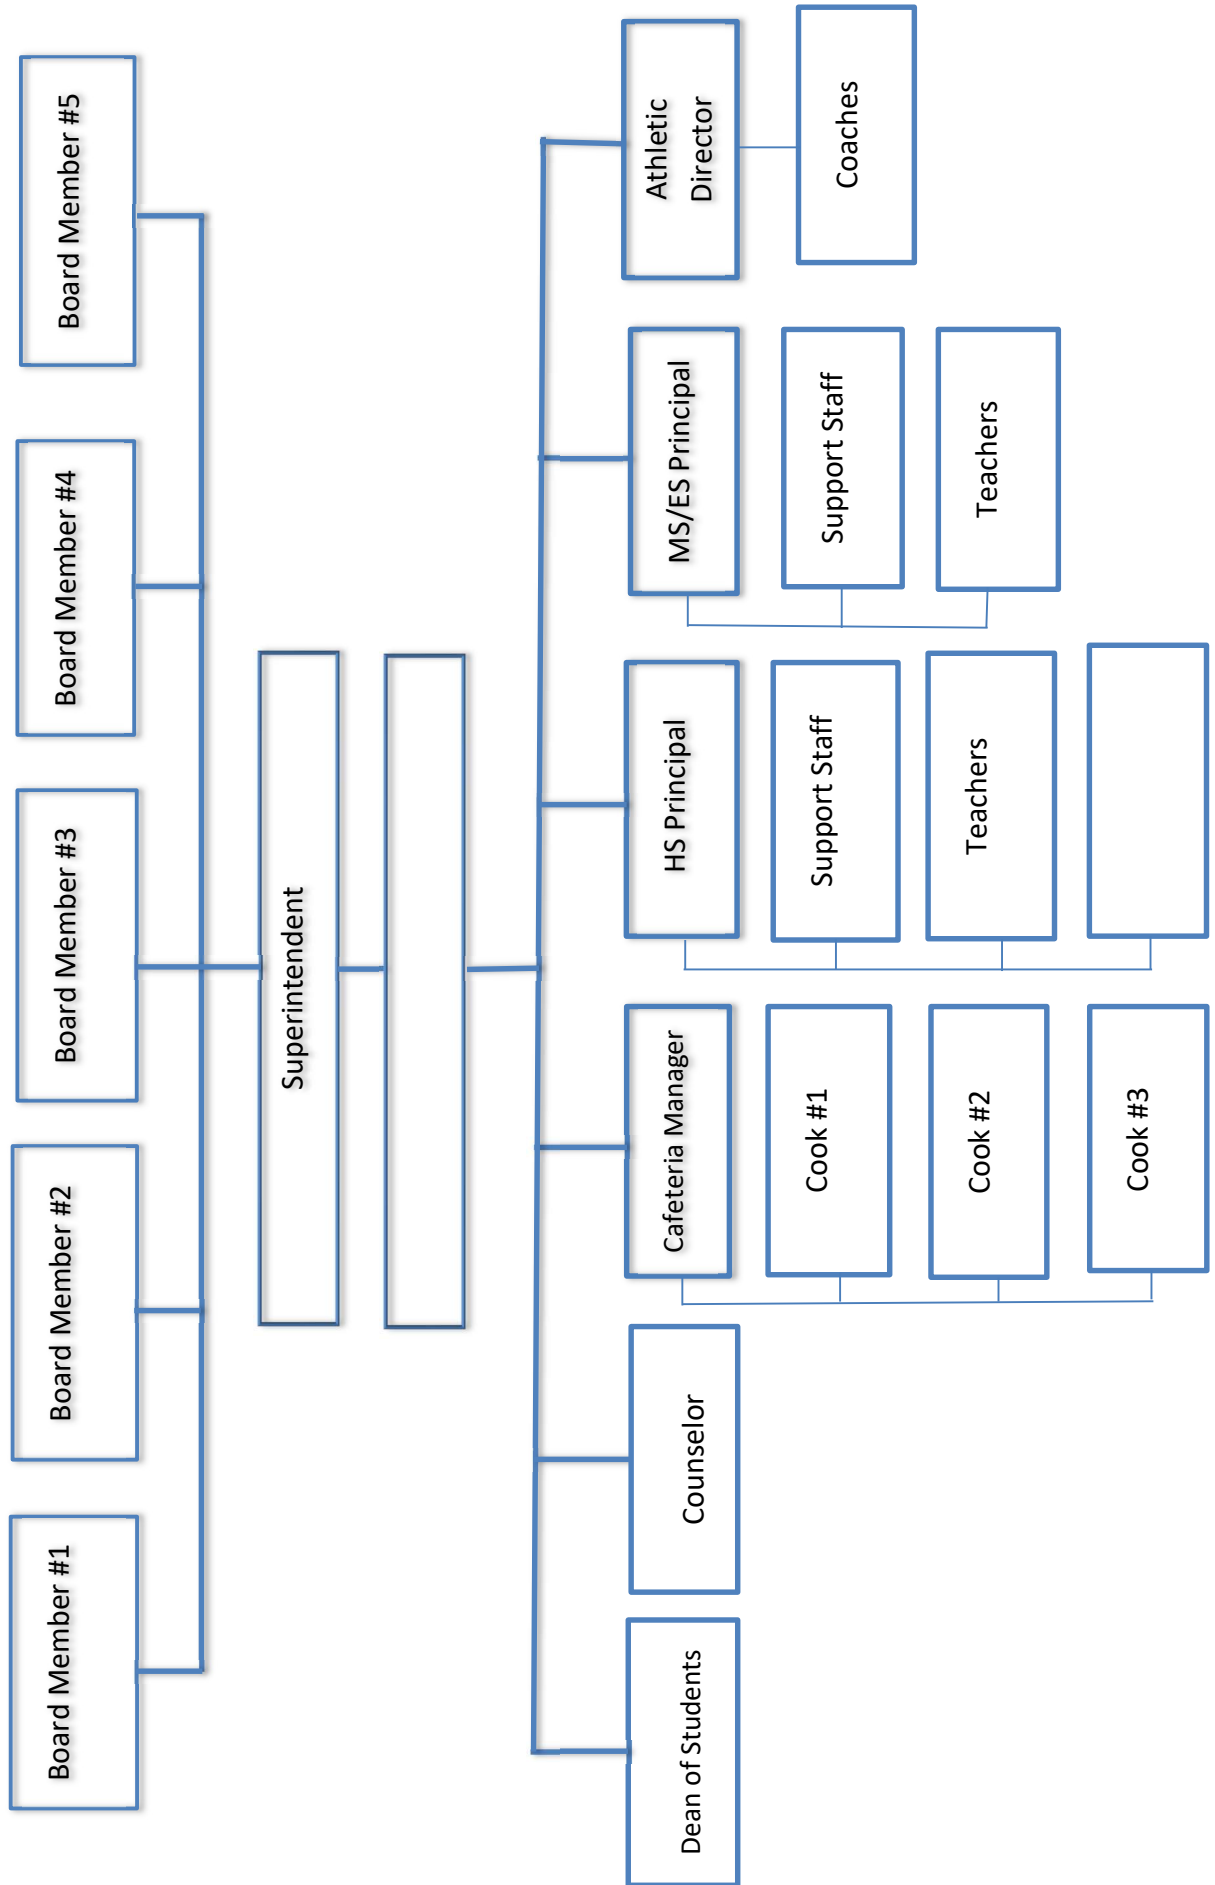 Board Member #1
Board Member #2
Board Member #3
Board Member #4
Board Member #5
Superintendent
Dean of Students
Counselor
Cafeteria Manager
HS Principal
MS/ES Principal
Athletic
Director
Cook #1
Support Staff
Support Staff
Coaches
Cook #2
Teachers
Teachers
Cook #3